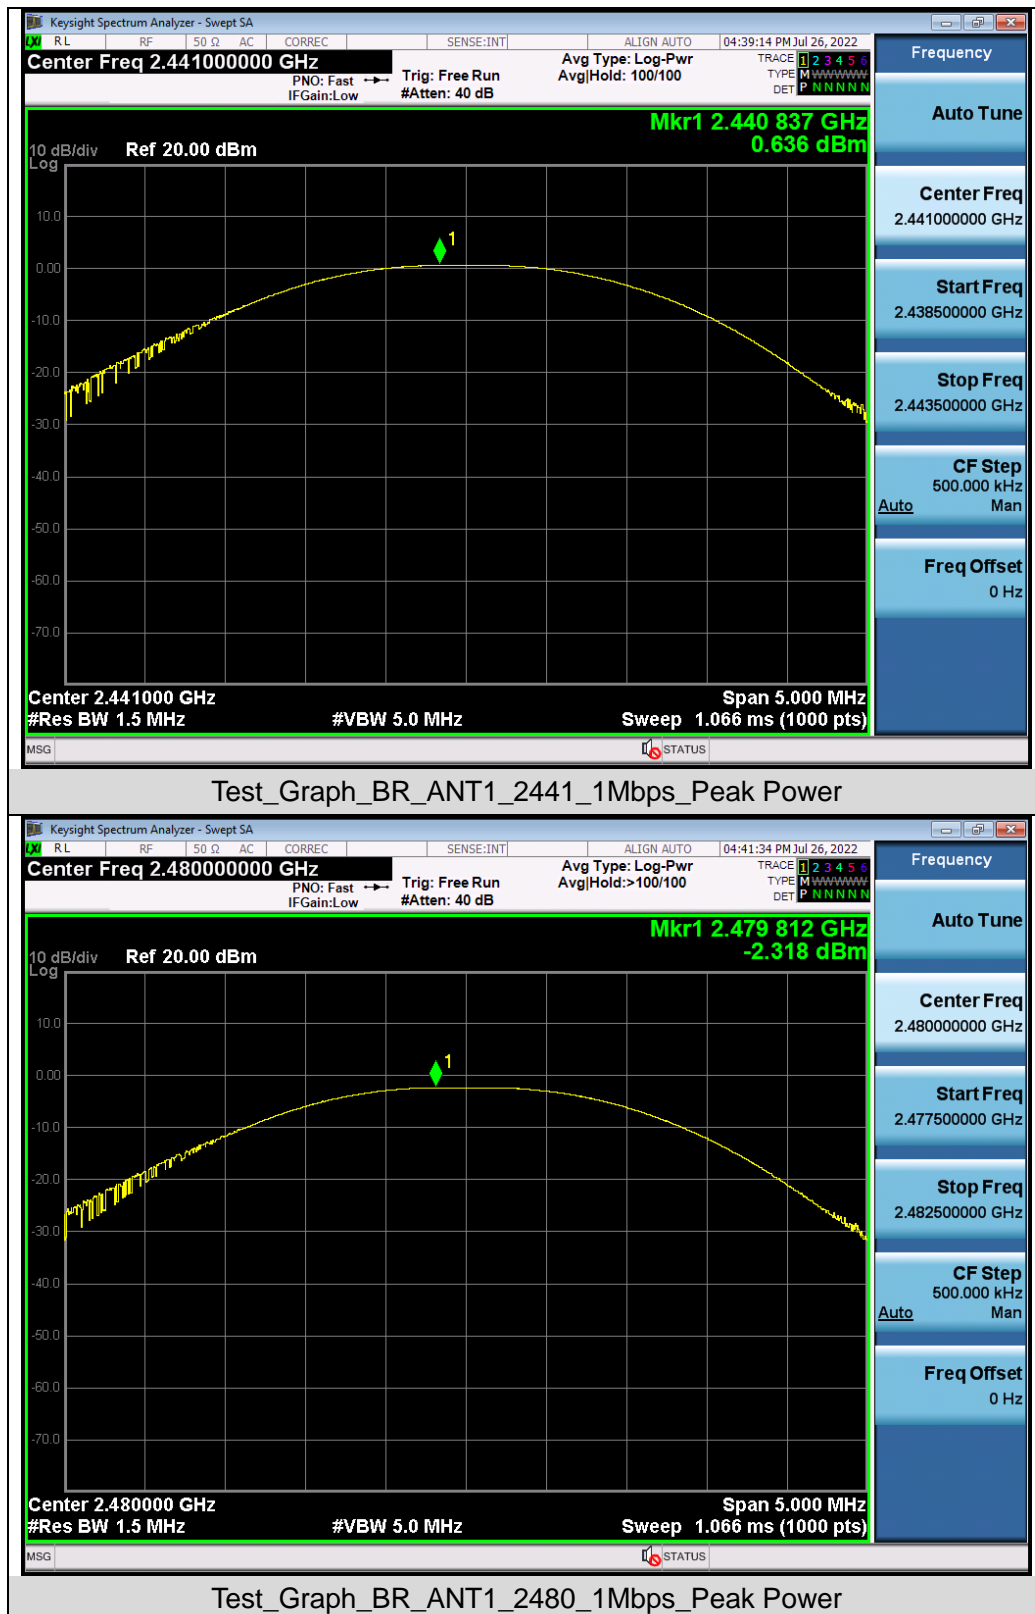 Keysight Spectrum Analyzer - Swept SA
LXI RL RF 50 Ω AC CORREC SENSE:INT ALIGN AUTO 04:39:14 PM Jul 26, 2022
Center Freq 2.441000000 GHz
PNO: Fast
IFGain:Low
Trig: Free Run
#Atten: 40 dB
Avg Type: Log-Pwr
Avg|Hold: 100/100
TRACE 1 2 3 4 5 6
TYPE M WWWWW
DET P N N N N N
Mkr1 2.440 837 GHz
0.636 dBm
10 dB/div Ref 20.00 dBm
Log
10.0
0.00
-10.0
-20.0
-30.0
-40.0
-50.0
-60.0
-70.0
1
Center 2.441000 GHz Span 5.000 MHz
#Res BW 1.5 MHz #VBW 5.0 MHz Sweep 1.066 ms (1000 pts)
MSG STATUS
Frequency
Auto Tune
Center Freq
2.441000000 GHz
Start Freq
2.438500000 GHz
Stop Freq
2.443500000 GHz
CF Step
500.000 kHz
Auto Man
Freq Offset
0 Hz
Test_Graph_BR_ANT1_2441_1Mbps_Peak Power
Keysight Spectrum Analyzer - Swept SA
LXI RL RF 50 Ω AC CORREC SENSE:INT ALIGN AUTO 04:41:34 PM Jul 26, 2022
Center Freq 2.480000000 GHz
PNO: Fast
IFGain:Low
Trig: Free Run
#Atten: 40 dB
Avg Type: Log-Pwr
Avg|Hold:>100/100
TRACE 1 2 3 4 5 6
TYPE M WWWWW
DET P N N N N N
Mkr1 2.479 812 GHz
-2.318 dBm
10 dB/div Ref 20.00 dBm
Log
10.0
0.00
-10.0
-20.0
-30.0
-40.0
-50.0
-60.0
-70.0
1
Center 2.480000 GHz Span 5.000 MHz
#Res BW 1.5 MHz #VBW 5.0 MHz Sweep 1.066 ms (1000 pts)
MSG STATUS
Frequency
Auto Tune
Center Freq
2.480000000 GHz
Start Freq
2.477500000 GHz
Stop Freq
2.482500000 GHz
CF Step
500.000 kHz
Auto Man
Freq Offset
0 Hz
Test_Graph_BR_ANT1_2480_1Mbps_Peak Power